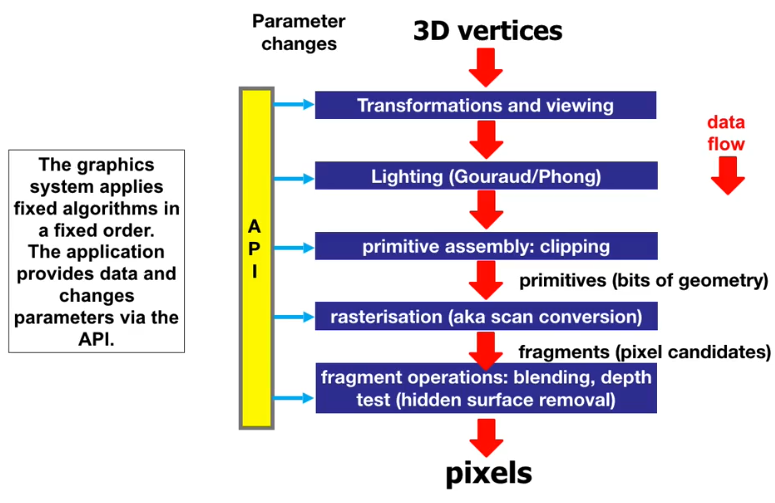 Parameter
changes
3D vertices
Transformations and viewing
data
flow
The graphics
system applies
fixed algorithms in
a fixed order.
The application
provides data and
changes
parameters via the
API.
A
P
I
Lighting (Gouraud/Phong)
primitive assembly: clipping
primitives (bits of geometry)
rasterisation (aka scan conversion)
fragments (pixel candidates)
fragment operations: blending, depth
test (hidden surface removal)
pixels